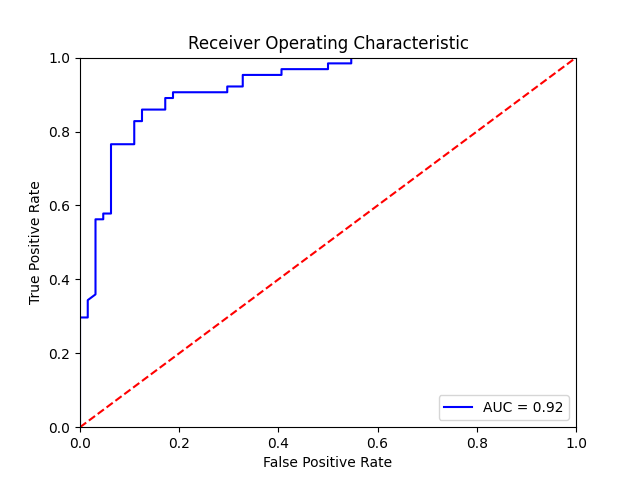 Receiver Operating Characteristic
1.0
0.8
0.6
0.4
0.2
0.0
True Positive Rate
AUC = 0.92
0.0 0.2 0.4 0.6 0.8 1.0
False Positive Rate